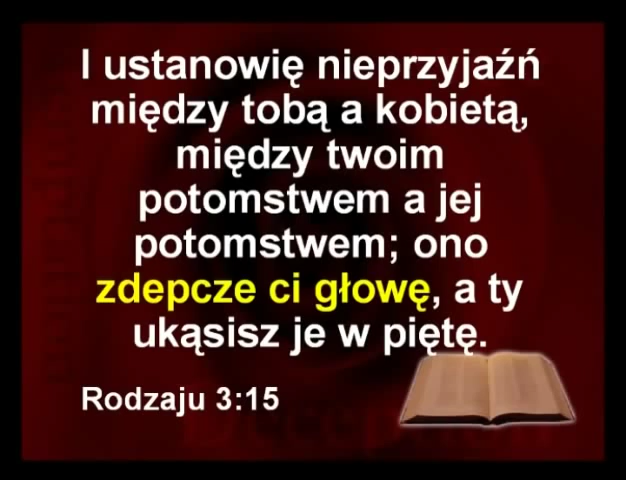 I ustanowię nieprzyjaźń
między tobą a kobietą,
między twoim
potomstwem a jej
potomstwem; ono
zdepcze ci głowę, a ty
ukąsisz je w piętę.
Rodzaju 3:15